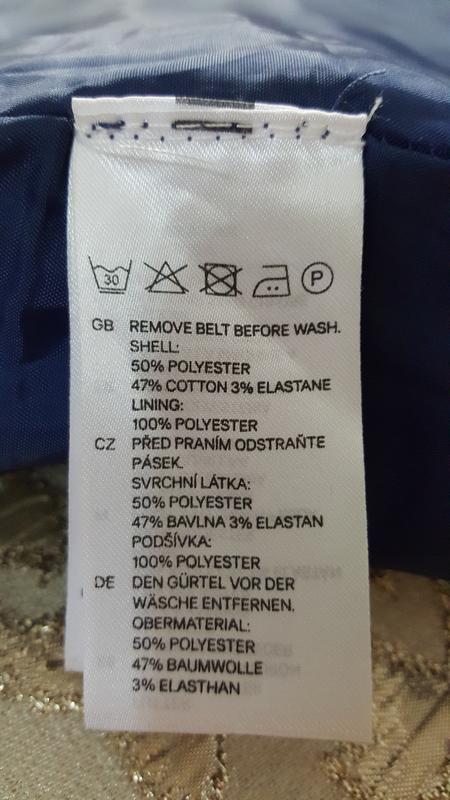 30
P
GB REMOVE BELT BEFORE WASH.
SHELL:
50% POLYESTER
47% COTTON 3% ELASTANE
LINING:
100% POLYESTER
CZ PŘED PRANÍM ODSTRAŇTE
PÁSEK.
SVRCHNÍ LÁTKA:
50% POLYESTER
47% BAVLNA 3% ELASTAN
PODŠÍVKA:
100% POLYESTER
DE DEN GÜRTEL VOR DER
WÄSCHE ENTFERNEN.
OBERMATERIAL:
50% POLYESTER
47% BAUMWOLLE
3% ELASTHAN